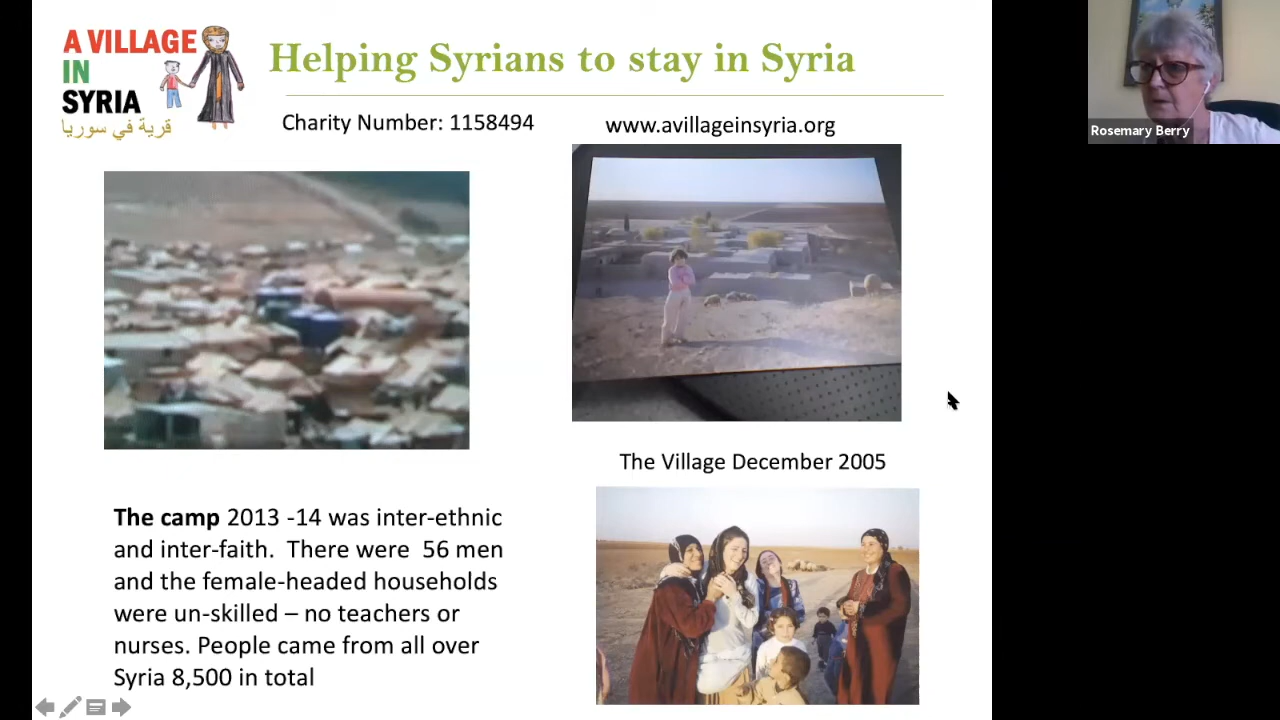 A VILLAGE
IN
SYRIA
قرية في سوريا
Helping Syrians to stay in Syria
Charity Number: 1158494
www.avillageinsyria.org
Rosemary Berry
The Village December 2005
The camp 2013 -14 was inter-ethnic
and inter-faith.  There were  56 men
and the female-headed households
were un-skilled – no teachers or
nurses. People came from all over
Syria 8,500 in total